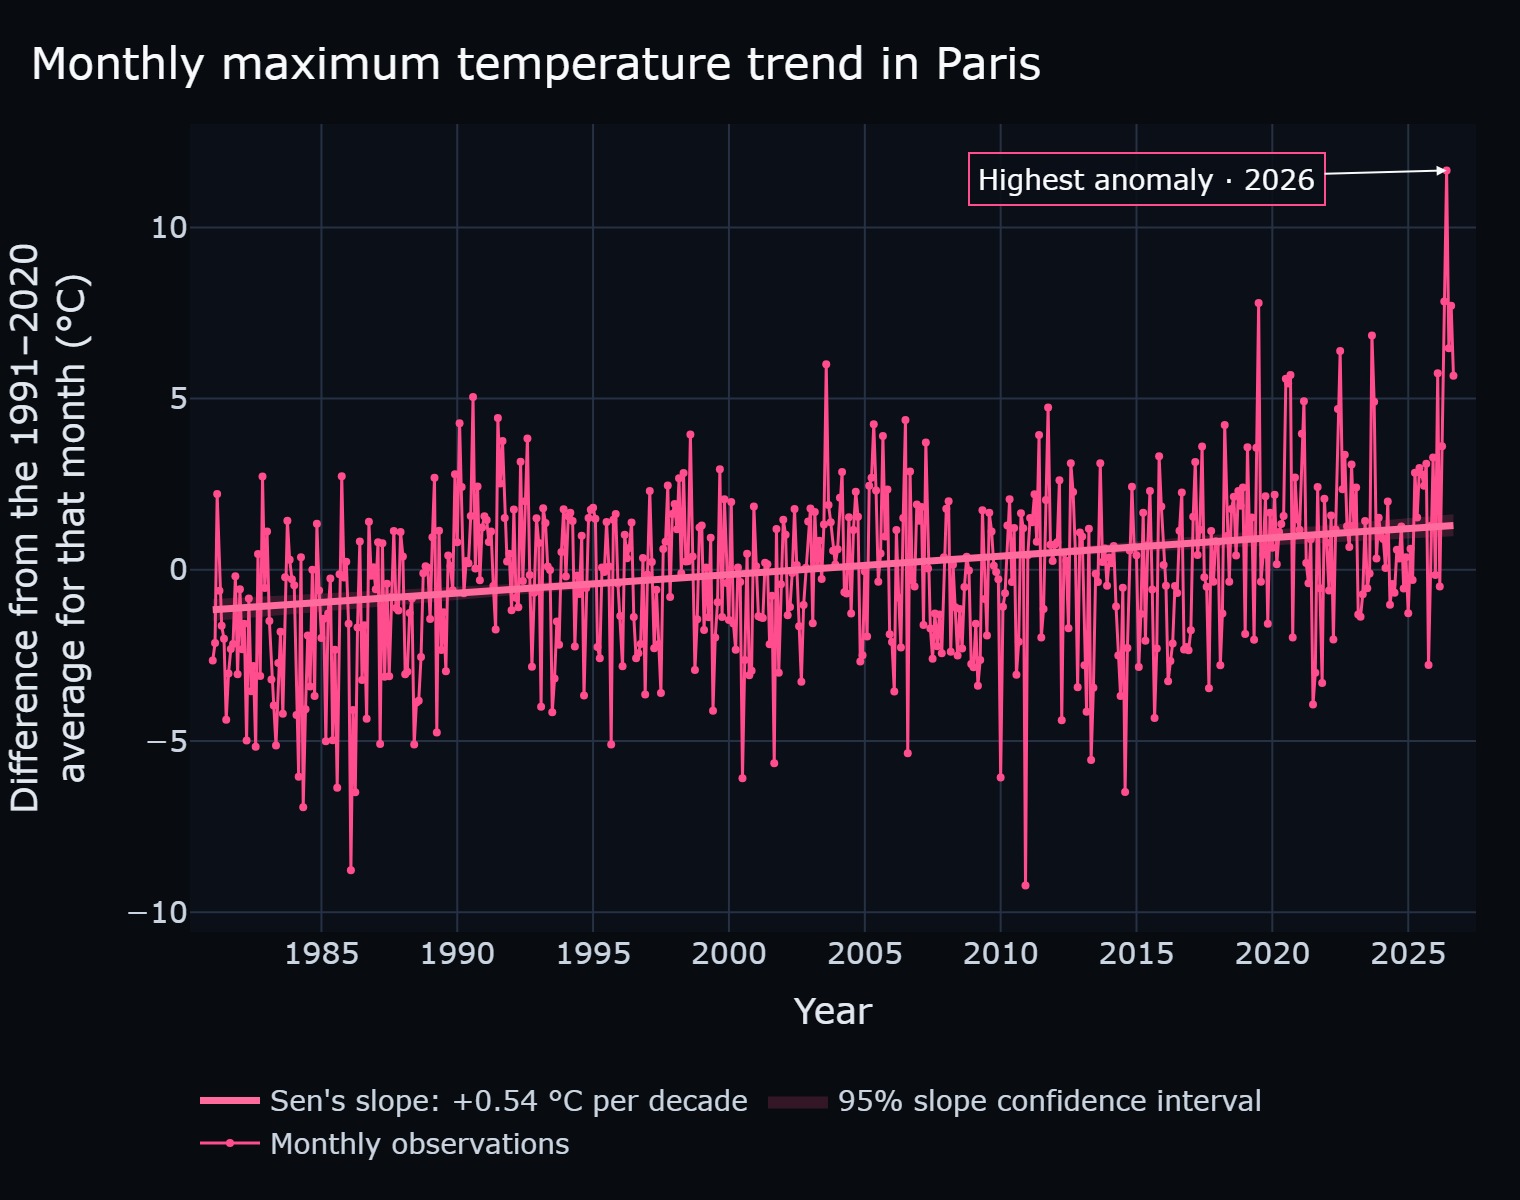 Monthly maximum temperature trend in Paris
Highest anomaly · 2026
Difference from the 1991−2020
average for that month (°C)
10
5
0
−5
−10
1985 1990 1995 2000 2005 2010 2015 2020 2025
Year
Sen's slope: +0.54 °C per decade
95% slope confidence interval
Monthly observations